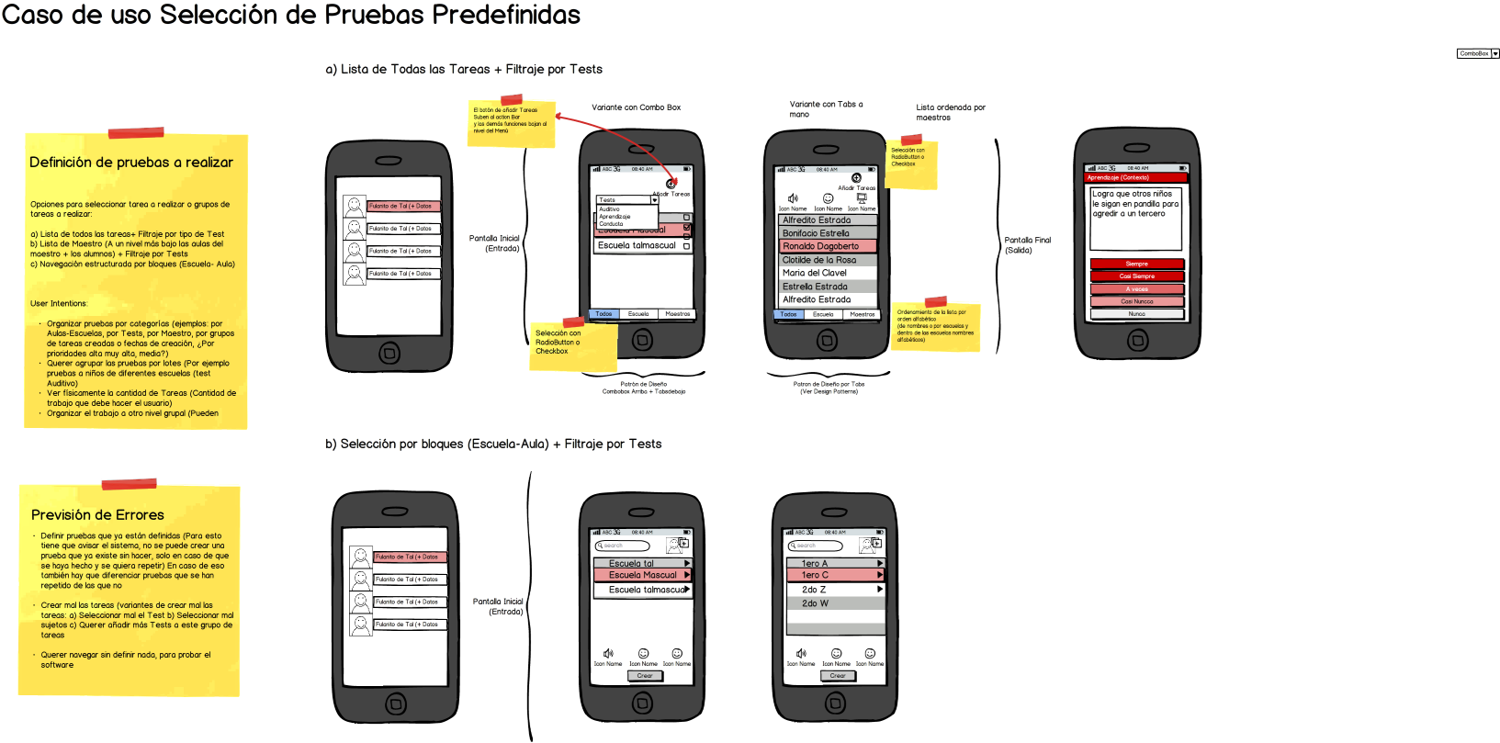 Caso de uso Selección de Pruebas Predefinidas
ComboBox
a) Lista de Todas las Tareas + Filtraje por Tests
Definición de pruebas a realizar
Opciones para seleccionar tarea a realizar o grupos de
tareas a realizar:
a) Lista de todos las tareas+ Filtraje por tipo de Test
b) Lista de Maestro (A un nivel más bajo las aulas del
maestro + los alumnos) + Filtraje por Tests
c) Navegación estructurada por bloques (Escuela- Aula)
User Intentions:
• Organizar pruebas por categorías (ejemplos: por
Aulas-Escuelas, por Tests, por Maestro, por grupos
de tareas creadas o fechas de creación, ¿Por
prioridades alta muy alta, media?)
• Querer agrupar las pruebas por lotes (Por ejemplo
pruebas a niños de diferentes escuelas (test
Auditivo)
• Ver físicamente la cantidad de Tareas (Cantidad de
trabajo que debe hacer el usuario)
• Organizar el trabajo a otro nivel grupal (Pueden
Fulanito de Tal (+ Datos
Fulanito de Tal (+ Datos
Fulanito de Tal (+ Datos
Fulanito de Tal (+ Datos
Pantalla Inicial
(Entrada)
El botón de añadir Tareas
Suben al action Bar
y las demás funciones bajan al
nivel del Menú
Variante con Combo Box
ABC 3G 08:40 AM
Añadir Tareas
Tests
Auditivo
Aprendizaje
Conducta
Escuela Mascual
Escuela talmascual
Todos Escuela Maestros
Selección con
RadioButton o
Checkbox
Patrón de Diseño
Combobox Arriba + Tabsdebajo
Variante con Tabs a
mano
ABC 3G 08:40 AM
Añadir Tareas
Icon Name Icon Name Icon Name
Alfredito Estrada
Bonifacio Estrella
Ronaldo Dagoberto
Clotilde de la Rosa
Maria del Clavel
Estrella Estrada
Alfredito Estrada
Todos Escuela Maestros
Patron de Diseño por Tabs
(Ver Design Patterns)
Lista ordenada por
maestros
Selección con
RadioButton o
Checkbox
Ordenamiento de la lista por
orden alfabético
(de nombres o por escuelas y
dentro de las escuelas nombres
alfabéticos)
Pantalla Final
(Salida)
ABC 3G 08:40 AM
Aprendizaje (Contexto)
Logra que otros niños
le sigan en pandilla para
agredir a un tercero
Siempre
Casi Siempre
A veces
Casi Nuncca
Nunca
b) Selección por bloques (Escuela-Aula) + Filtraje por Tests
Previsión de Errores
• Definir pruebas que ya están definidas (Para esto
tiene que avisar el sistema, no se puede crear una
prueba que ya existe sin hacer, solo en caso de que
se haya hecho y se quiera repetir) En caso de eso
también hay que diferenciar pruebas que se han
repetido de las que no
• Crear mal las tareas (variantes de crear mal las
tareas: a) Seleccionar mal el Test b) Seleccionar mal
sujetos c) Querer añadir más Tests a este grupo de
tareas
• Querer navegar sin definir nada, para probar el
software
Fulanito de Tal (+ Datos
Fulanito de Tal (+ Datos
Fulanito de Tal (+ Datos
Fulanito de Tal (+ Datos
Pantalla Inicial
(Entrada)
ABC 3G 08:40 AM
search
Escuela tal
Escuela Mascual
Escuela talmascual
Icon Name Icon Name Icon Name
Crear
ABC 3G 08:40 AM
search
1ero A
1ero C
2do Z
2do W
Icon Name Icon Name Icon Name
Crear